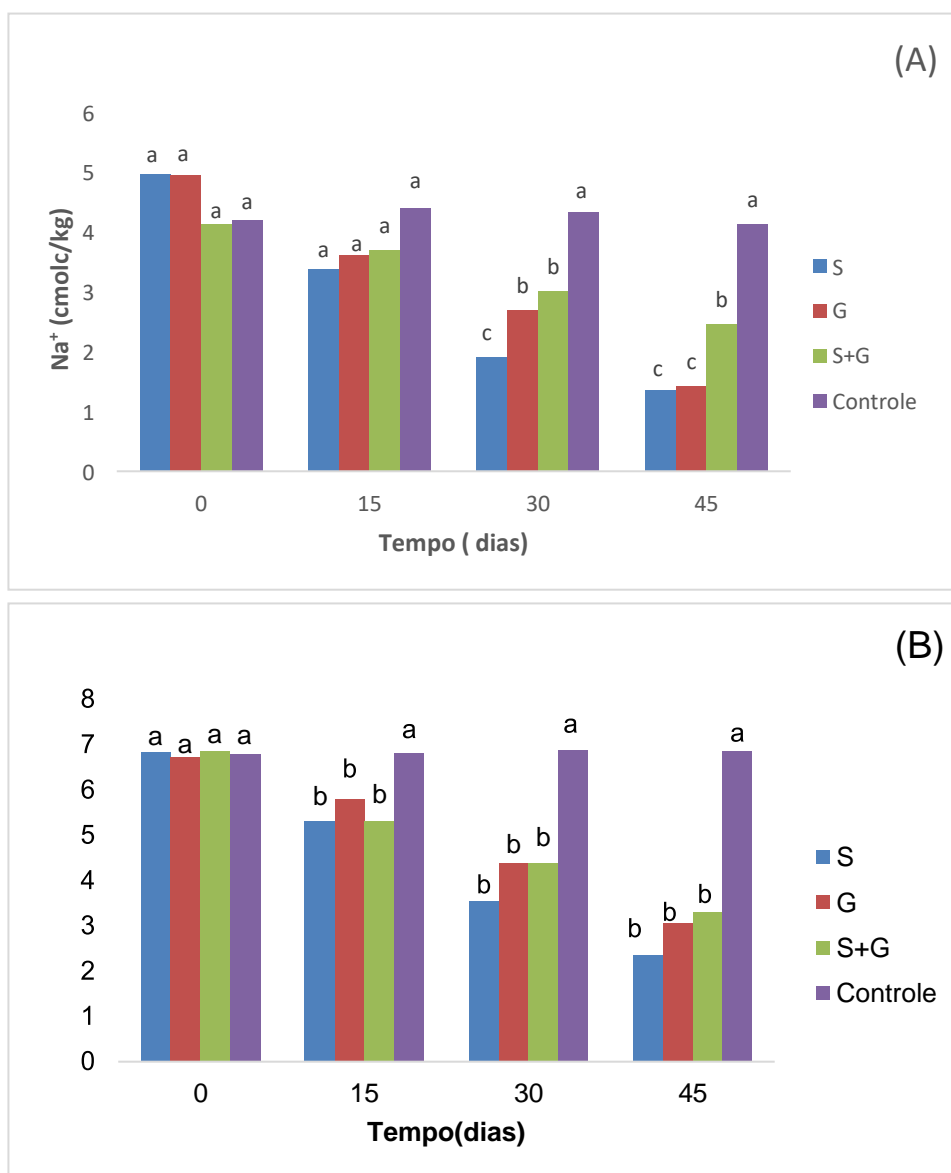 (A)
6
a a
a a
a
a
a
5
a a a
b
b
4
b
Na⁺ (cmolc/kg)
3
c
2
c c
1
0
0 15 30 45
Tempo ( dias)
S
G
S+G
Controle
(B)
8
a a a a
a
a
a
7
b
b b
6
b b
5
b
4
b b b
3
2
1
0
0 15 30 45
Tempo(dias)
S
G
S+G
Controle